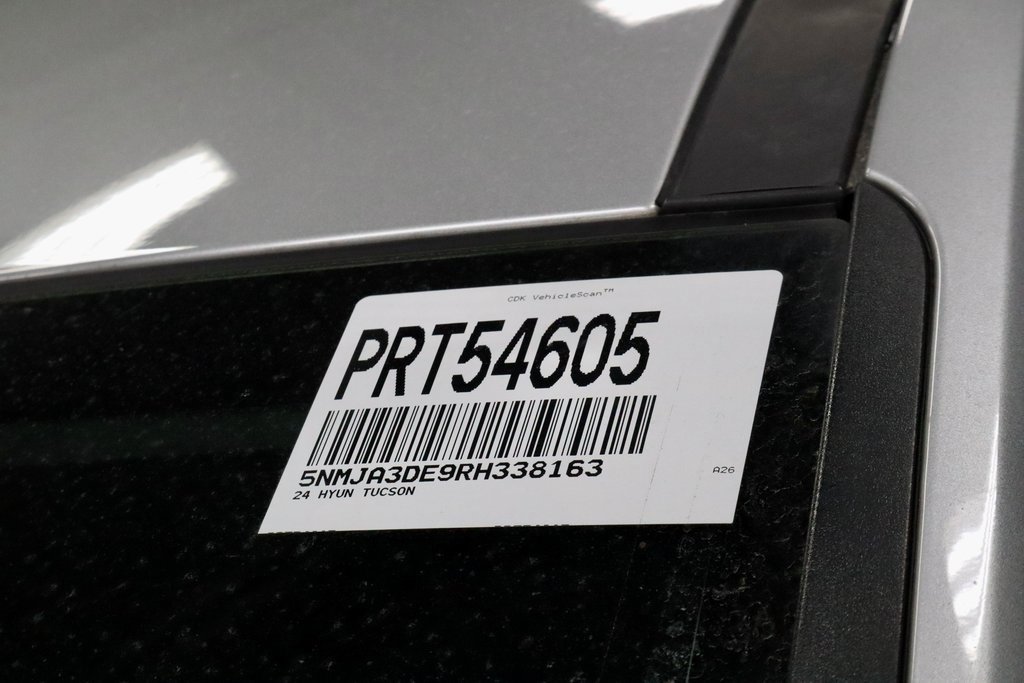 CDK VehicleScan™
PRT54605
5NMJA3DE9RH338163
24 HYUN TUCSON
A26